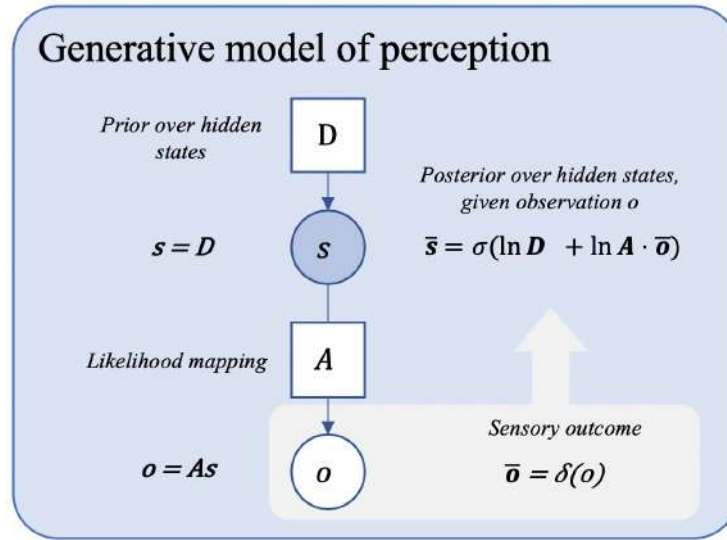 Generative model of perception
Prior over hidden
states
D
Posterior over hidden states,
given observation o
s = D
s
s̄ = σ(ln D + ln A · ō)
Likelihood mapping
A
Sensory outcome
o = As
o
ō = δ(o)